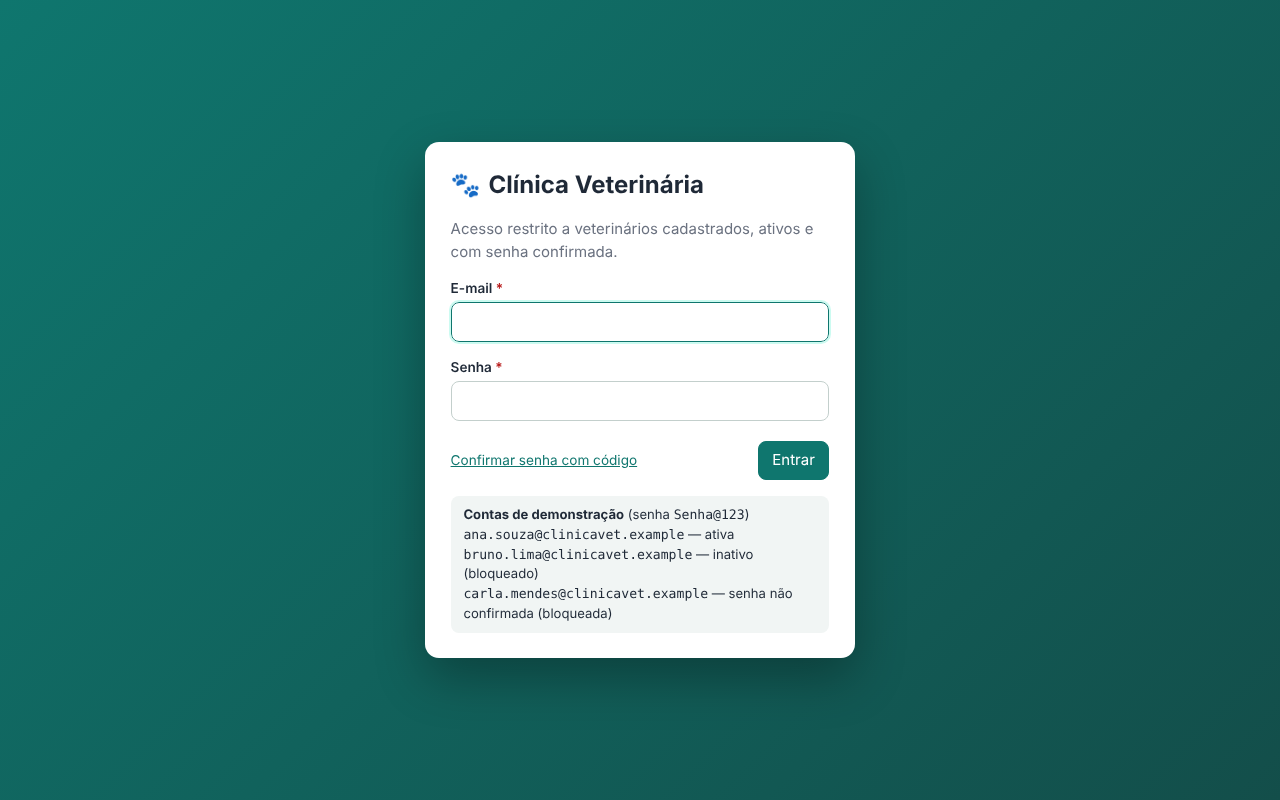 🐾 Clínica Veterinária
Acesso restrito a veterinários cadastrados, ativos e
com senha confirmada.
E-mail *
Senha *
Confirmar senha com código
Entrar
Contas de demonstração (senha Senha@123)
ana.souza@clinicavet.example — ativa
bruno.lima@clinicavet.example — inativo
(bloqueado)
carla.mendes@clinicavet.example — senha não
confirmada (bloqueada)